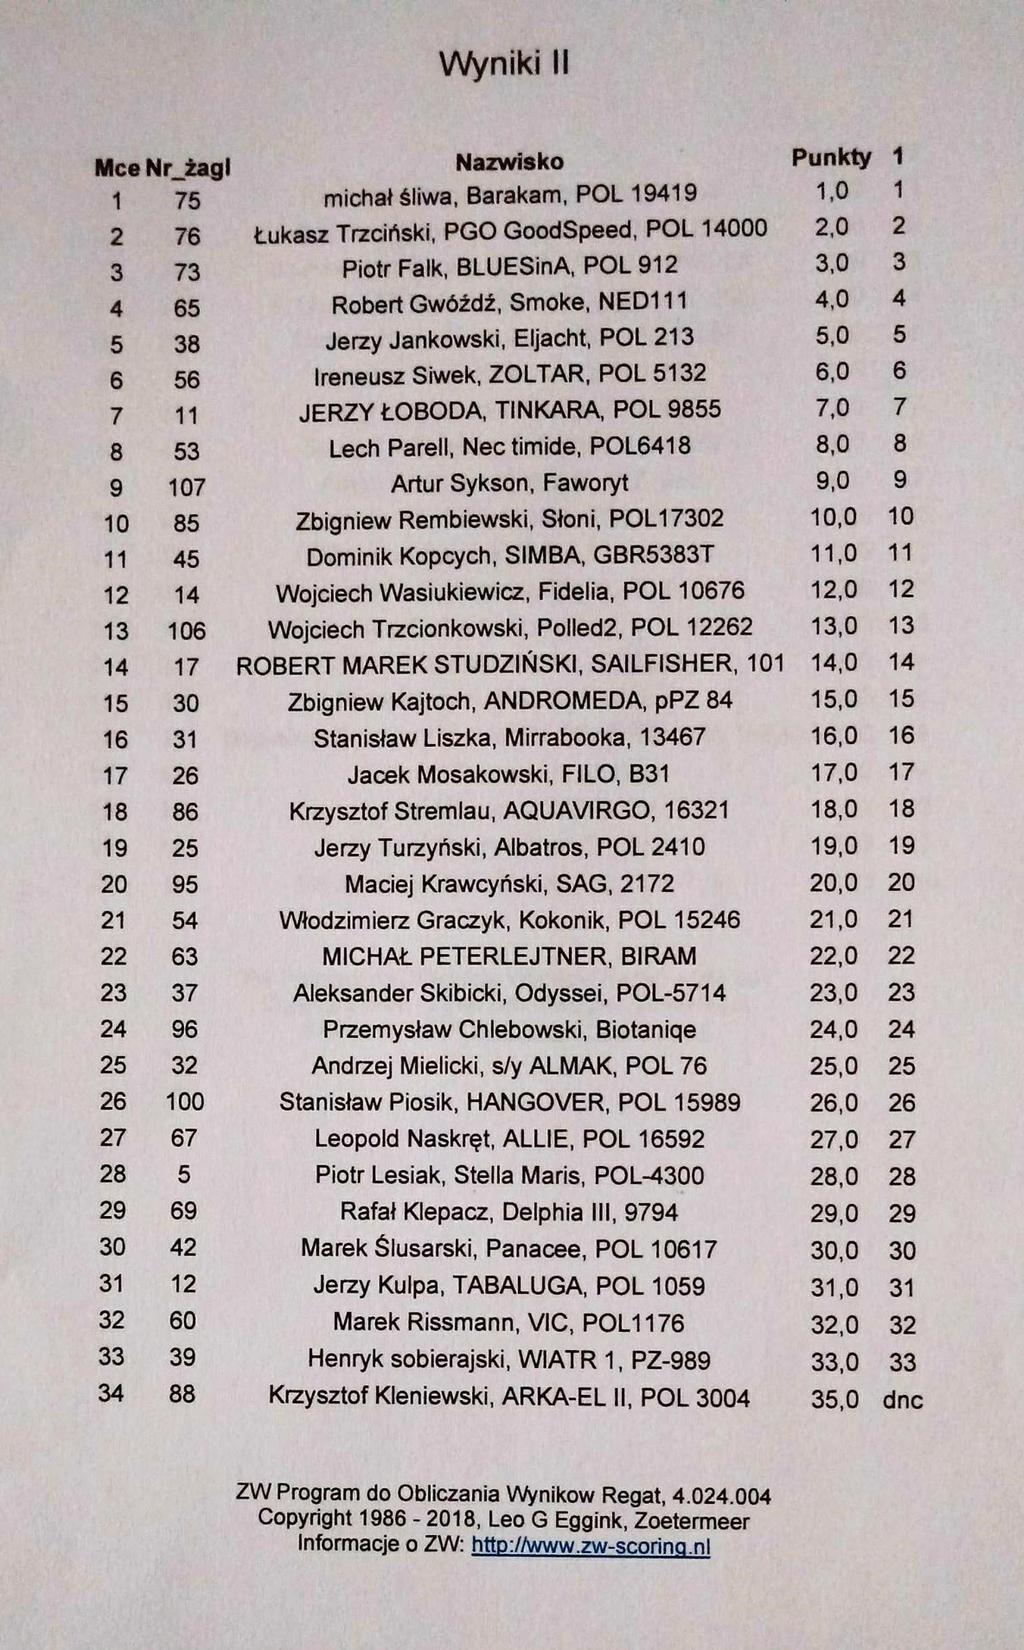 Wyniki II
Mce Nr_żagl Nazwisko Punkty 1
1 75 michał śliwa, Barakam, POL 19419 1,0 1
2 76 Łukasz Trzciński, PGO GoodSpeed, POL 14000 2,0 2
3 73 Piotr Falk, BLUESinA, POL 912 3,0 3
4 65 Robert Gwóźdź, Smoke, NED111 4,0 4
5 38 Jerzy Jankowski, Eljacht, POL 213 5,0 5
6 56 Ireneusz Siwek, ZOLTAR, POL 5132 6,0 6
7 11 JERZY ŁOBODA, TINKARA, POL 9855 7,0 7
8 53 Lech Parell, Nec timide, POL6418 8,0 8
9 107 Artur Sykson, Faworyt 9,0 9
10 85 Zbigniew Rembiewski, Słoni, POL17302 10,0 10
11 45 Dominik Kopcych, SIMBA, GBR5383T 11,0 11
12 14 Wojciech Wasiukiewicz, Fidelia, POL 10676 12,0 12
13 106 Wojciech Trzcionkowski, Polled2, POL 12262 13,0 13
14 17 ROBERT MAREK STUDZIŃSKI, SAILFISHER, 101 14,0 14
15 30 Zbigniew Kajtoch, ANDROMEDA, pPZ 84 15,0 15
16 31 Stanisław Liszka, Mirrabooka, 13467 16,0 16
17 26 Jacek Mosakowski, FILO, B31 17,0 17
18 86 Krzysztof Stremlau, AQUAVIRGO, 16321 18,0 18
19 25 Jerzy Turzyński, Albatros, POL 2410 19,0 19
20 95 Maciej Krawcyński, SAG, 2172 20,0 20
21 54 Włodzimierz Graczyk, Kokonik, POL 15246 21,0 21
22 63 MICHAŁ PETERLEJTNER, BIRAM 22,0 22
23 37 Aleksander Skibicki, Odyssei, POL-5714 23,0 23
24 96 Przemysław Chlebowski, Biotaniqe 24,0 24
25 32 Andrzej Mielicki, s/y ALMAK, POL 76 25,0 25
26 100 Stanisław Piosik, HANGOVER, POL 15989 26,0 26
27 67 Leopold Naskręt, ALLIE, POL 16592 27,0 27
28 5 Piotr Lesiak, Stella Maris, POL-4300 28,0 28
29 69 Rafał Klepacz, Delphia III, 9794 29,0 29
30 42 Marek Ślusarski, Panacee, POL 10617 30,0 30
31 12 Jerzy Kulpa, TABALUGA, POL 1059 31,0 31
32 60 Marek Rissmann, VIC, POL1176 32,0 32
33 39 Henryk sobierajski, WIATR 1, PZ-989 33,0 33
34 88 Krzysztof Kleniewski, ARKA-EL II, POL 3004 35,0 dnc
ZW Program do Obliczania Wynikow Regat, 4.024.004
Copyright 1986 - 2018, Leo G Eggink, Zoetermeer
Informacje o ZW: http://www.zw-scoring.nl